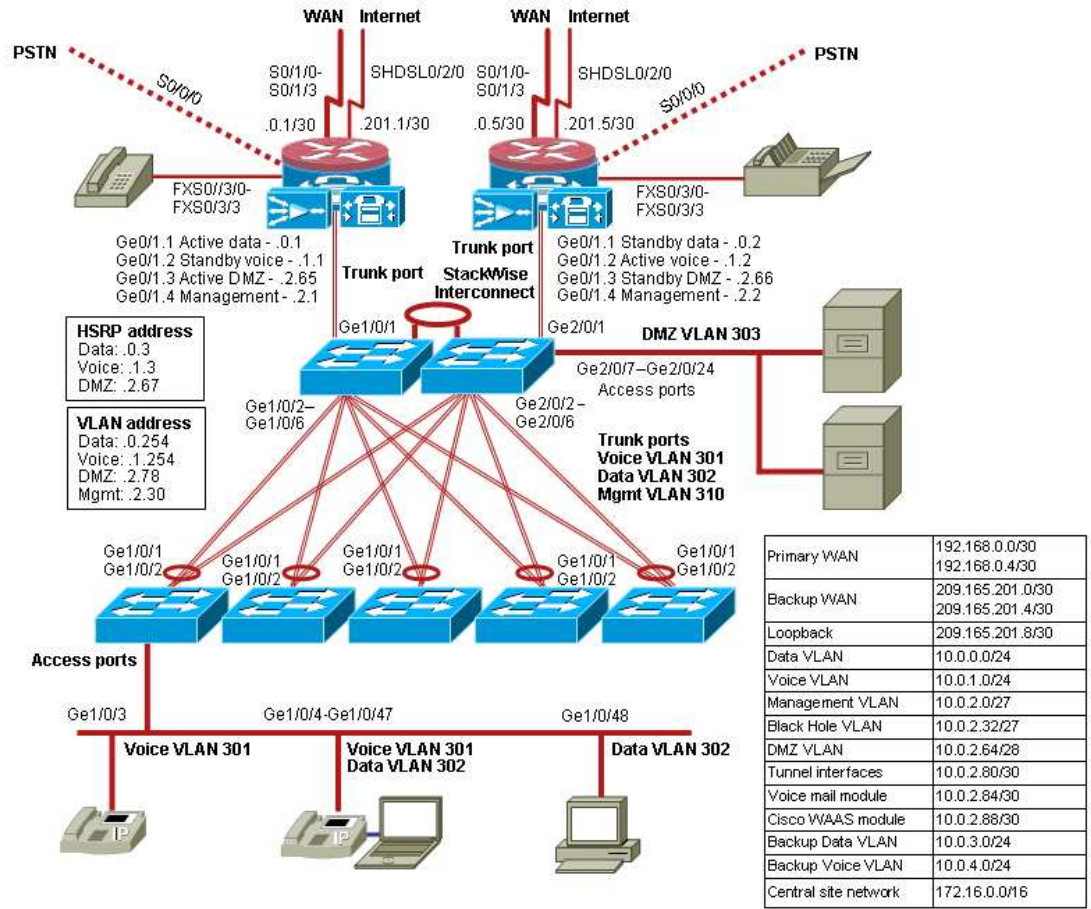 WAN Internet
WAN Internet
PSTN
PSTN
S0/0/0
S0/1/0-
S0/1/3
SHDSL0/2/0
S0/1/0-
S0/1/3
SHDSL0/2/0
S0/0/0
.0.1/30
.201.1/30
.0.5/30
.201.5/30
FXS0//3/0-
FXS0/3/3
FXS0/3/0-
FXS0/3/3
Ge0/1.1 Active data - .0.1
Ge0/1.2 Standby voice - .1.1
Ge0/1.3 Active DMZ - .2.65
Ge0/1.4 Management - .2.1
Trunk port
Trunk port
StackWise
Interconnect
Ge0/1.1 Standby data - .0.2
Ge0/1.2 Active voice - .1.2
Ge0/1.3 Standby DMZ - .2.66
Ge0/1.4 Management - .2.2
HSRP address
Data: .0.3
Voice: .1.3
DMZ: .2.67
Ge1/0/1
Ge2/0/1
DMZ VLAN 303
Ge2/0/7–Ge2/0/24
Access ports
VLAN address
Data: .0.254
Voice: .1.254
DMZ: .2.78
Mgmt: .2.30
Ge1/0/2–
Ge1/0/6
Ge2/0/2–
Ge2/0/6
Trunk ports
Voice VLAN 301
Data VLAN 302
Mgmt VLAN 310
Ge1/0/1
Ge1/0/2
Ge1/0/1
Ge1/0/2
Ge1/0/1
Ge1/0/2
Ge1/0/1
Ge1/0/2
Ge1/0/1
Ge1/0/2
Access ports
Ge1/0/3
Ge1/0/4-Ge1/0/47
Ge1/0/48
Voice VLAN 301
Voice VLAN 301
Data VLAN 302
Data VLAN 302
IP
IP
Primary WAN 192.168.0.0/30
192.168.0.4/30
Backup WAN 209.165.201.0/30
209.165.201.4/30
Loopback 209.165.201.8/30
Data VLAN 10.0.0.0/24
Voice VLAN 10.0.1.0/24
Management VLAN 10.0.2.0/27
Black Hole VLAN 10.0.2.32/27
DMZ VLAN 10.0.2.64/28
Tunnel interfaces 10.0.2.80/30
Voice mail module 10.0.2.84/30
Cisco WAAS module 10.0.2.88/30
Backup Data VLAN 10.0.3.0/24
Backup Voice VLAN 10.0.4.0/24
Central site network 172.16.0.0/16